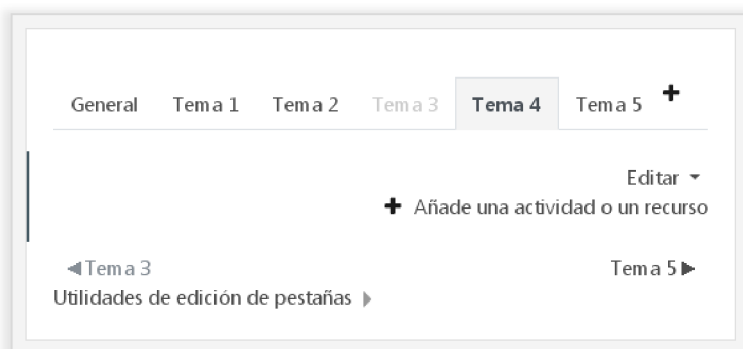 General Tema 1 Tema 2 Tema 3 Tema 4 Tema 5 +
Editar
+ Añade una actividad o un recurso
◀Tema 3 Tema 5▶
Utilidades de edición de pestañas